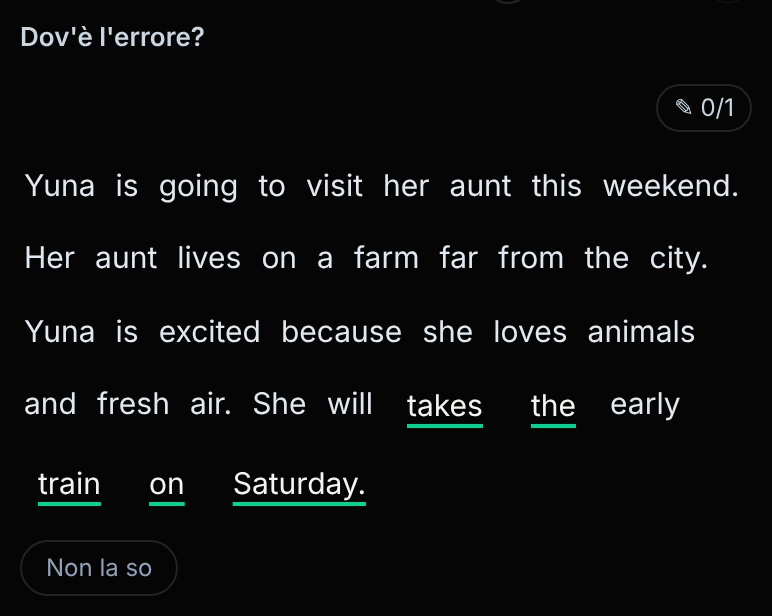 Dov'è l'errore?
✎ 0/1
Yuna is going to visit her aunt this weekend.
Her aunt lives on a farm far from the city.
Yuna is excited because she loves animals
and fresh air. She will takes the early
train on Saturday.
Non la so